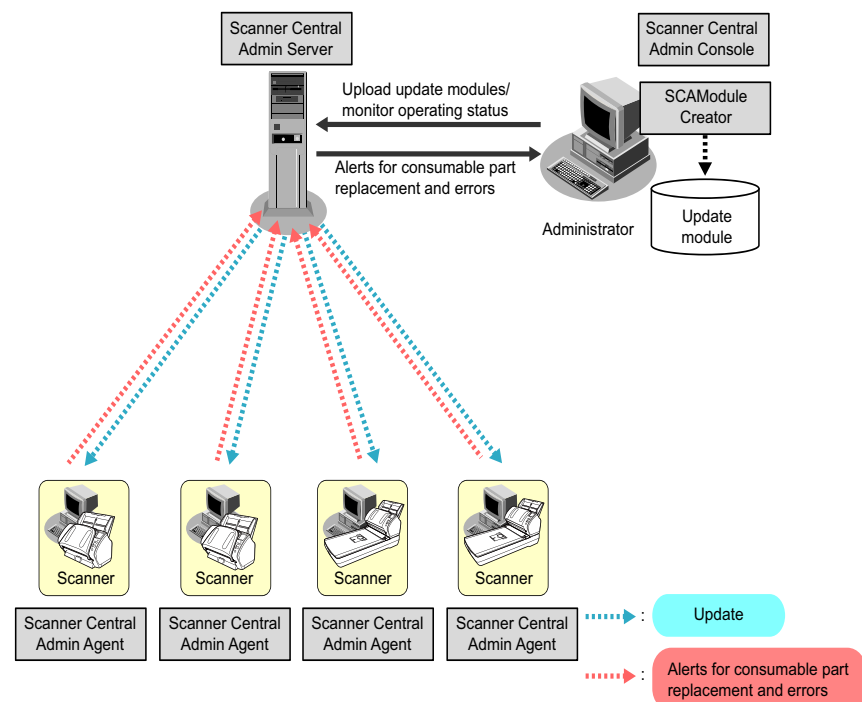 Scanner Central
Admin Server
Scanner Central
Admin Console
Upload update modules/
monitor operating status
SCAModule
Creator
Alerts for consumable part
replacement and errors
Administrator
Update
module
Scanner
Scanner
Scanner
Scanner
Scanner Central
Admin Agent
Scanner Central
Admin Agent
Scanner Central
Admin Agent
Scanner Central
Admin Agent
: Update
: Alerts for consumable part
replacement and errors